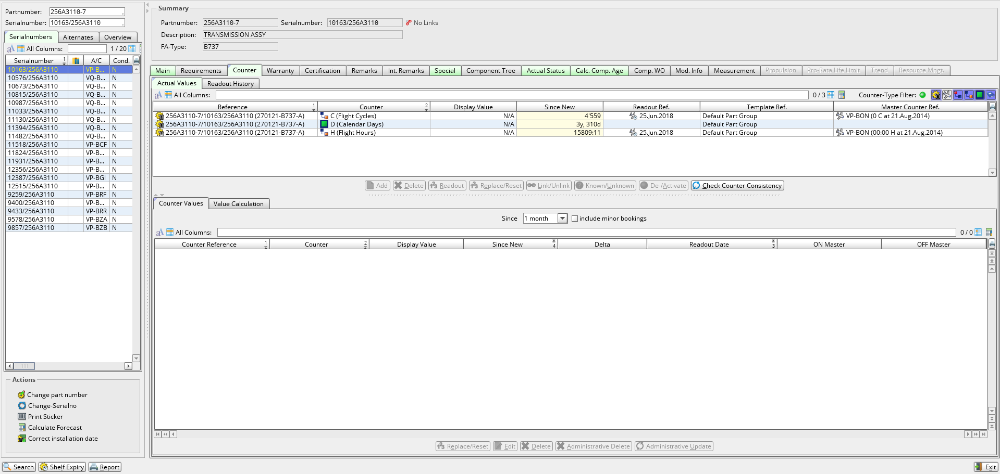 Partnumber: 256A3110-7
Serialnumber: 10163/256A3110
Serialnumbers Alternates Overview
All Columns: 1 / 20
Serialnumber 1 A/C Cond.
10163/256A3110 VP-B... N
10576/256A3110 VQ-B... N
10673/256A3110 VQ-B... N
10815/256A3110 VQ-B... N
10987/256A3110 VQ-B... N
11033/256A3110 VQ-B... N
11130/256A3110 VQ-B... N
11394/256A3110 VQ-B... N
11482/256A3110 VQ-B... N
11518/256A3110 VP-BCF N
11824/256A3110 VP-B... N
11931/256A3110 VP-B... N
12356/256A3110 VP-B... N
12387/256A3110 VP-BGI N
12515/256A3110 VP-B... N
9259/256A3110 VP-BRF N
9400/256A3110 VP-B... N
9433/256A3110 VP-BRR N
9578/256A3110 VP-BZA N
9857/256A3110 VP-BZB N
Actions
Change part number
Change-Serialno
Print Sticker
Calculate Forecast
Correct installation date
Search Shelf Expiry Report
Summary
Partnumber: 256A3110-7 Serialnumber: 10163/256A3110 No Links
Description: TRANSMISSION ASSY
FA-Type: B737
Main Requirements Counter Warranty Certification Remarks Int. Remarks Special Component Tree Actual Status Calc. Comp. Age Comp. WO Mod. Info Measurement Propulsion Pro-Rata Life Limit Trend Resource Mngt.
Actual Values Readout History
All Columns: 0 / 3 Counter-Type Filter:
Reference 1 Counter 2 Display Value Since New Readout Ref. Template Ref. Master Counter Ref.
256A3110-7/10163/256A3110 (270121-B737-A) C (Flight Cycles) N/A 4'559 25.Jun.2018 Default Part Group VP-BON (0 C at 21.Aug.2014)
256A3110-7/10163/256A3110 (270121-B737-A) D (Calendar Days) N/A 3y, 310d Default Part Group
256A3110-7/10163/256A3110 (270121-B737-A) H (Flight Hours) N/A 15809:11 25.Jun.2018 Default Part Group VP-BON (00:00 H at 21.Aug.2014)
Add Delete Readout Replace/Reset Link/Unlink Known/Unknown De-/Activate Check Counter Consistency
Counter Values Value Calculation
Since 1 month include minor bookings
All Columns: 0 / 0
Counter Reference 1 Counter 2 Display Value Since New 4 Delta Readout Date 3 ON Master OFF Master
Replace/Reset Edit Delete Administrative Delete Administrative Update
Exit